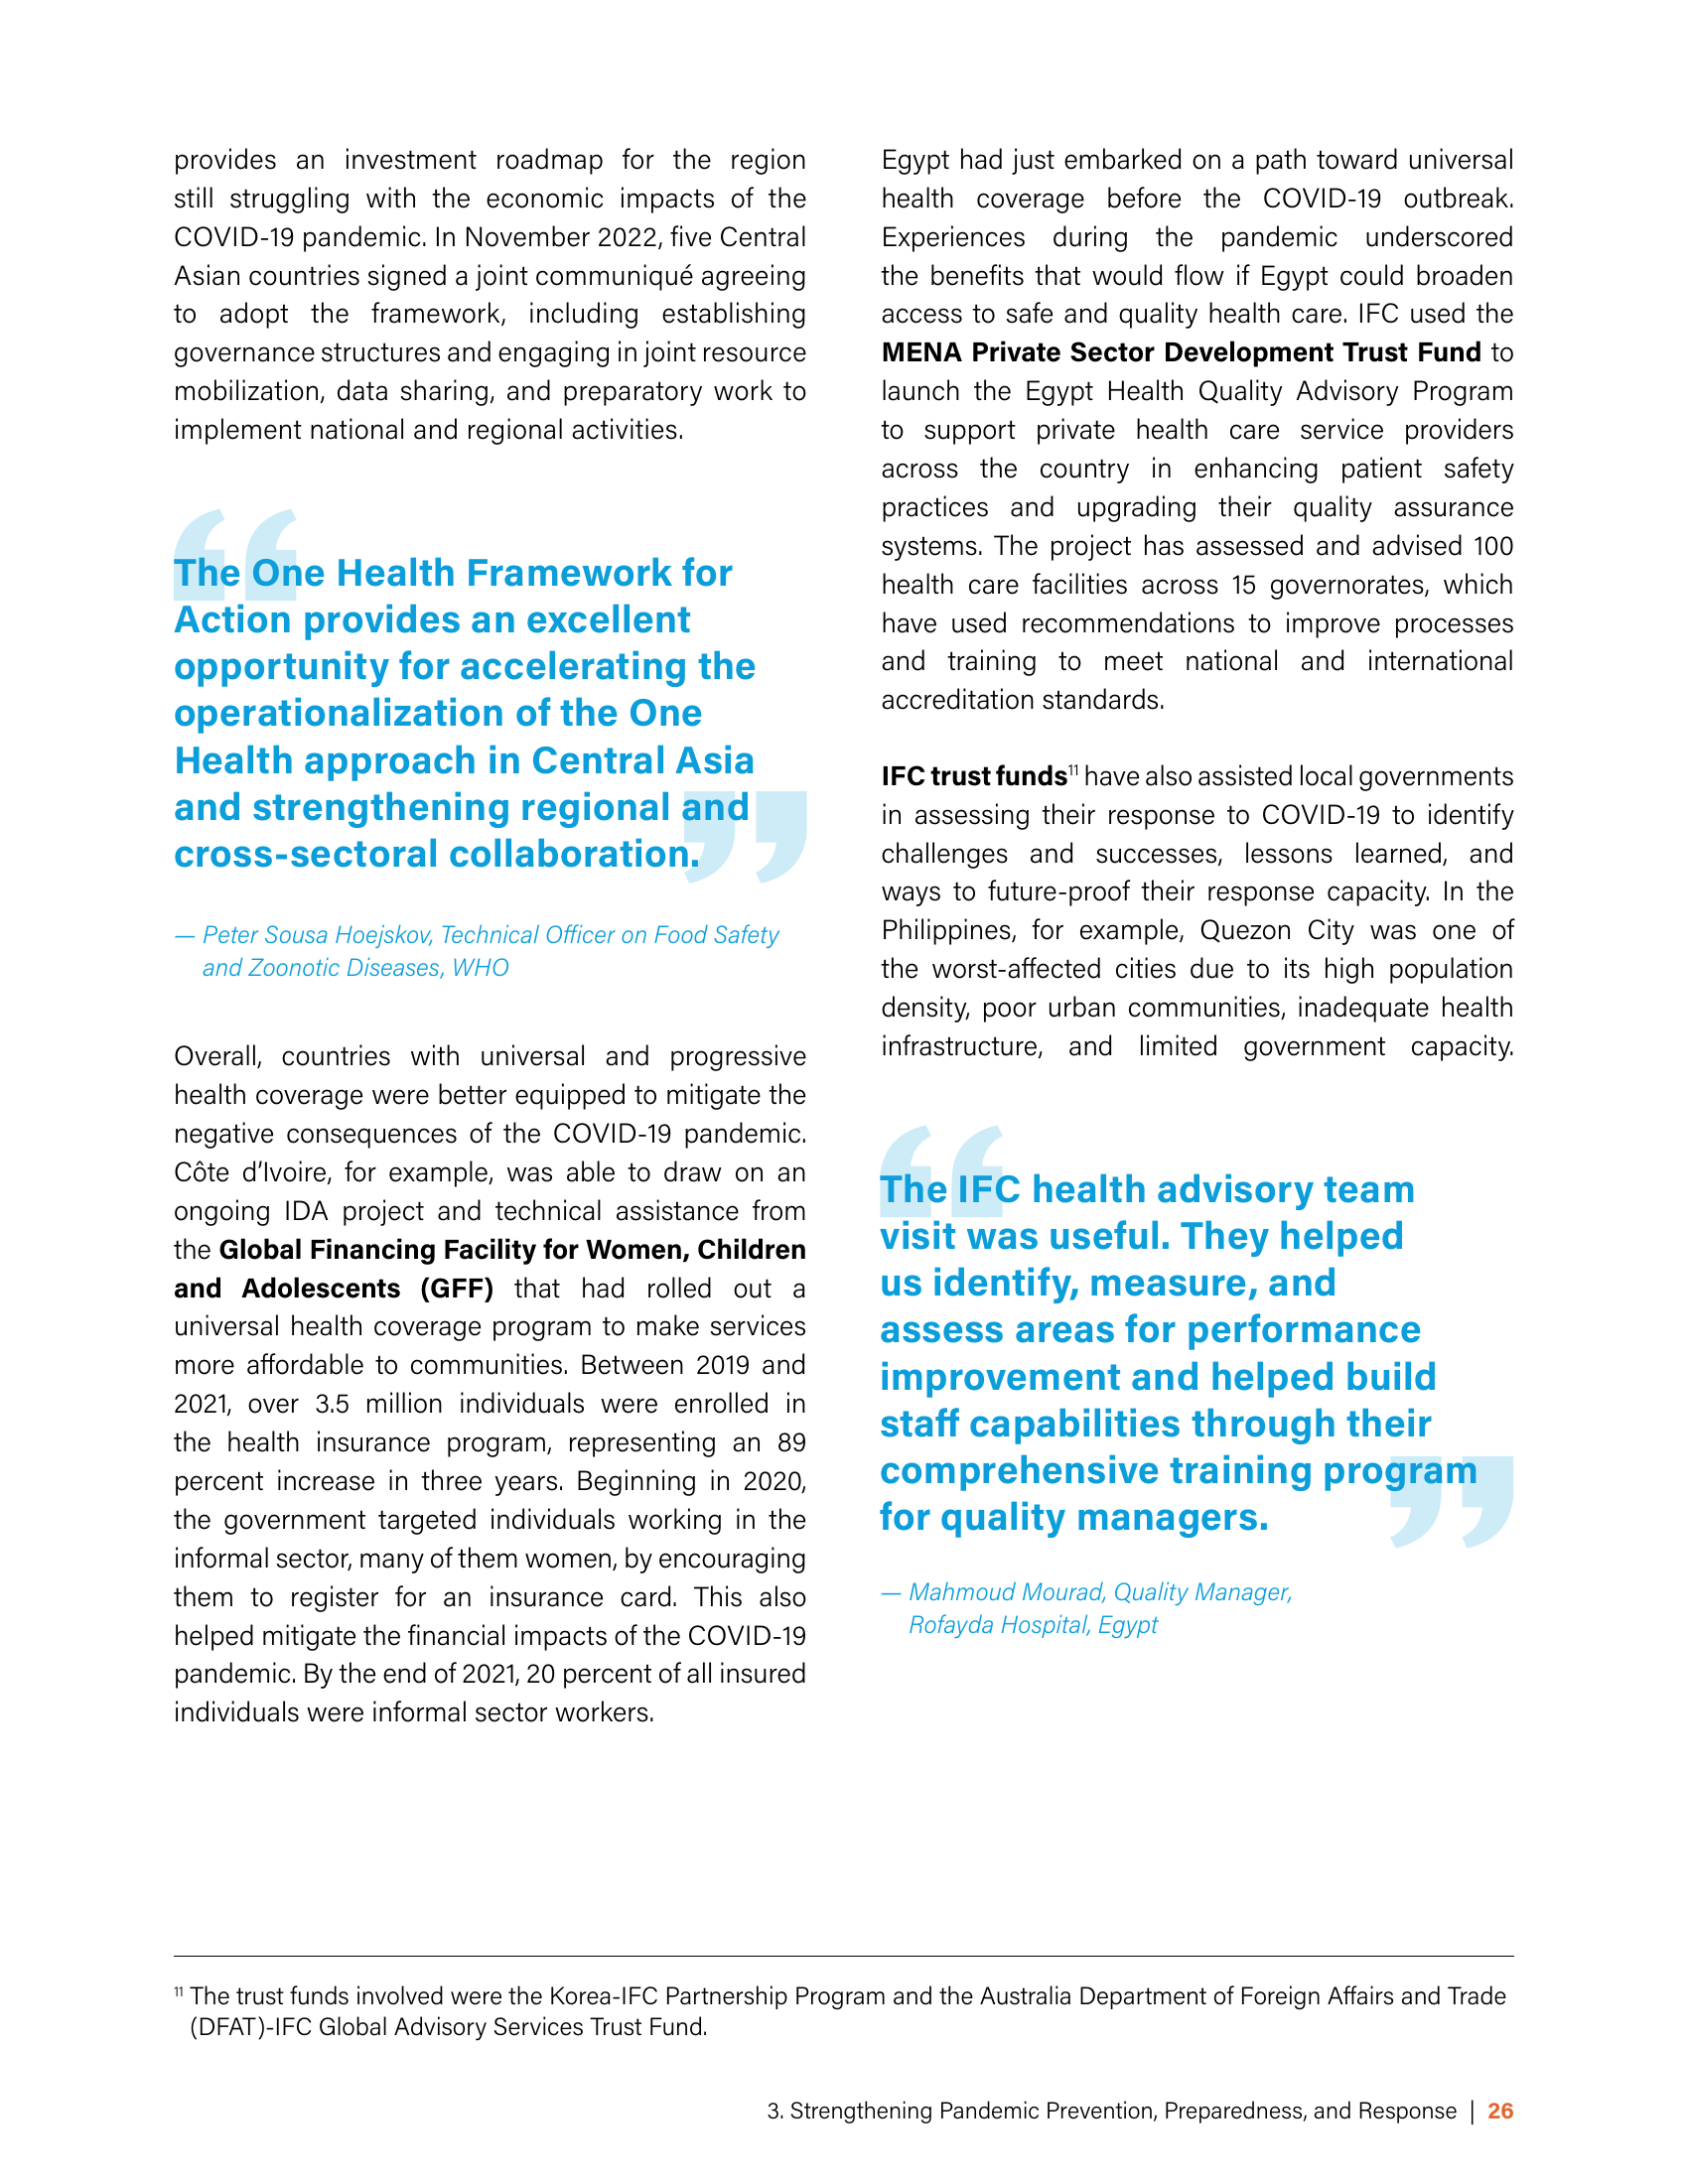 provides an investment roadmap for the region
still struggling with the economic impacts of the
COVID-19 pandemic. In November 2022, five Central
Asian countries signed a joint communiqué agreeing
to adopt the framework, including establishing
governance structures and engaging in joint resource
mobilization, data sharing, and preparatory work to
implement national and regional activities.
The One Health Framework for
Action provides an excellent
opportunity for accelerating the
operationalization of the One
Health approach in Central Asia
and strengthening regional and
cross-sectoral collaboration.
— Peter Sousa Hoejskov, Technical Officer on Food Safety
and Zoonotic Diseases, WHO
Overall, countries with universal and progressive
health coverage were better equipped to mitigate the
negative consequences of the COVID-19 pandemic.
Côte d’Ivoire, for example, was able to draw on an
ongoing IDA project and technical assistance from
the Global Financing Facility for Women, Children
and Adolescents (GFF) that had rolled out a
universal health coverage program to make services
more affordable to communities. Between 2019 and
2021, over 3.5 million individuals were enrolled in
the health insurance program, representing an 89
percent increase in three years. Beginning in 2020,
the government targeted individuals working in the
informal sector, many of them women, by encouraging
them to register for an insurance card. This also
helped mitigate the financial impacts of the COVID-19
pandemic. By the end of 2021, 20 percent of all insured
individuals were informal sector workers.
Egypt had just embarked on a path toward universal
health coverage before the COVID-19 outbreak.
Experiences during the pandemic underscored
the benefits that would flow if Egypt could broaden
access to safe and quality health care. IFC used the
MENA Private Sector Development Trust Fund to
launch the Egypt Health Quality Advisory Program
to support private health care service providers
across the country in enhancing patient safety
practices and upgrading their quality assurance
systems. The project has assessed and advised 100
health care facilities across 15 governorates, which
have used recommendations to improve processes
and training to meet national and international
accreditation standards.
IFC trust funds¹¹ have also assisted local governments
in assessing their response to COVID-19 to identify
challenges and successes, lessons learned, and
ways to future-proof their response capacity. In the
Philippines, for example, Quezon City was one of
the worst-affected cities due to its high population
density, poor urban communities, inadequate health
infrastructure, and limited government capacity.
The IFC health advisory team
visit was useful. They helped
us identify, measure, and
assess areas for performance
improvement and helped build
staff capabilities through their
comprehensive training program
for quality managers.
— Mahmoud Mourad, Quality Manager,
Rofayda Hospital, Egypt
¹¹ The trust funds involved were the Korea-IFC Partnership Program and the Australia Department of Foreign Affairs and Trade
(DFAT)-IFC Global Advisory Services Trust Fund.
3. Strengthening Pandemic Prevention, Preparedness, and Response | 26